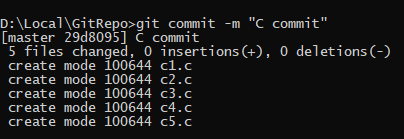 D:\Local\GitRepo>git commit -m "C commit"
[master 29d8095] C commit
 5 files changed, 0 insertions(+), 0 deletions(-)
 create mode 100644 c1.c
 create mode 100644 c2.c
 create mode 100644 c3.c
 create mode 100644 c4.c
 create mode 100644 c5.c